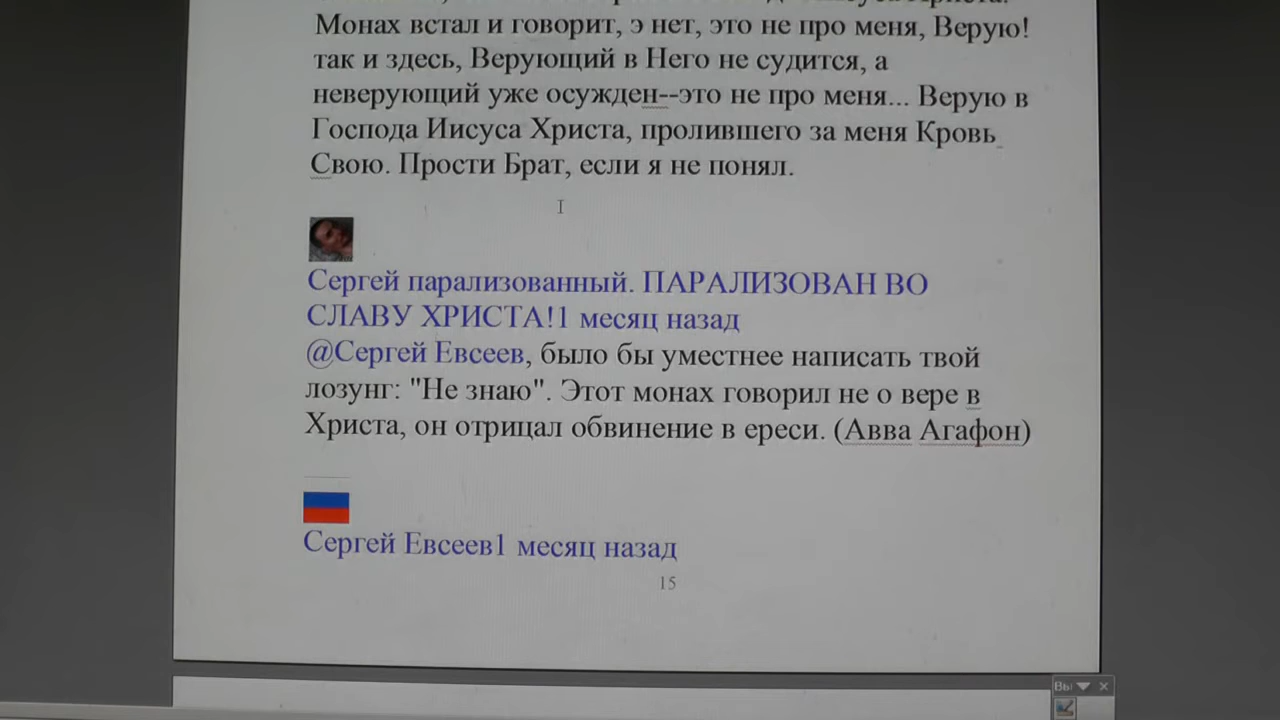 Монах встал и говорит, э нет, это не про меня, Верую!
так и здесь, Верующий в Него не судится, а
неверующий уже осужден--это не про меня... Верую в
Господа Иисуса Христа, пролившего за меня Кровь
Свою. Прости Брат, если я не понял.
Сергей парализованный. ПАРАЛИЗОВАН ВО
СЛАВУ ХРИСТА!1 месяц назад
@Сергей Евсеев, было бы уместнее написать твой
лозунг: "Не знаю". Этот монах говорил не о вере в
Христа, он отрицал обвинение в ереси. (Авва Агафон)
Сергей Евсеев1 месяц назад
15
Вы